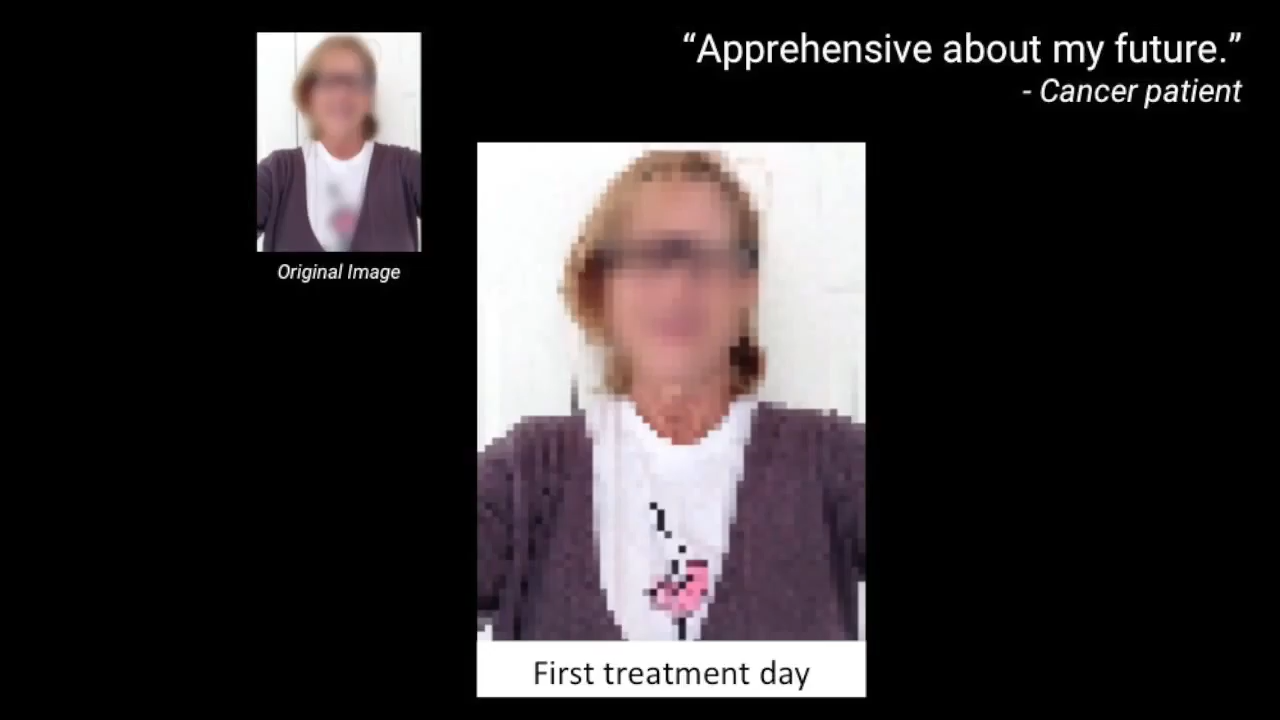 “Apprehensive about my future.”
- Cancer patient
Original Image
First treatment day